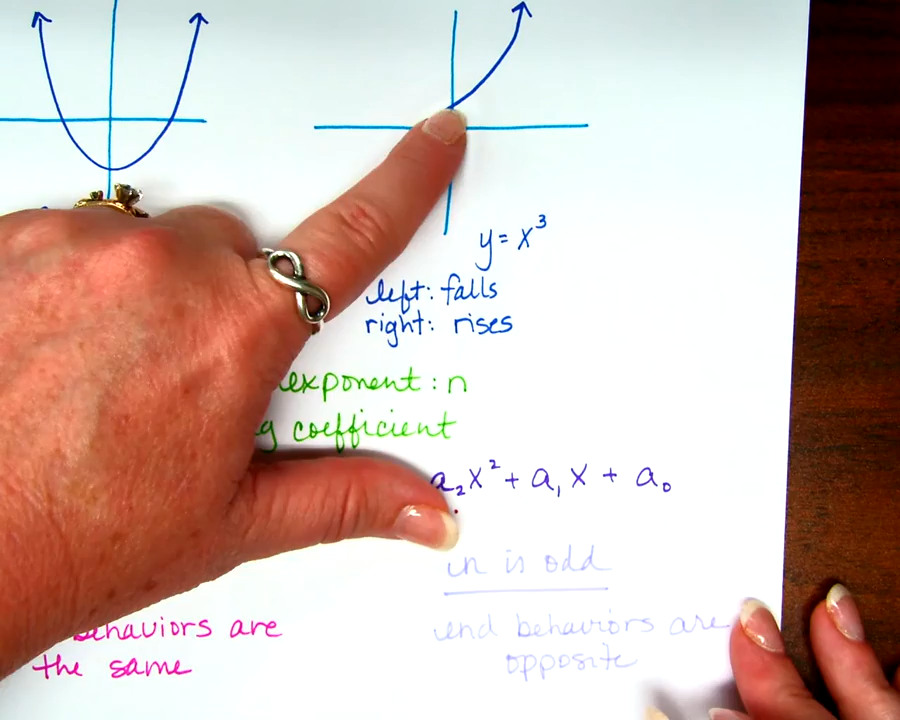 y = x³
left: falls
right: rises
exponent: n
coefficient
a₂x² + a₁x + a₀
n is odd
end behaviors are
opposite
behaviors are
the same